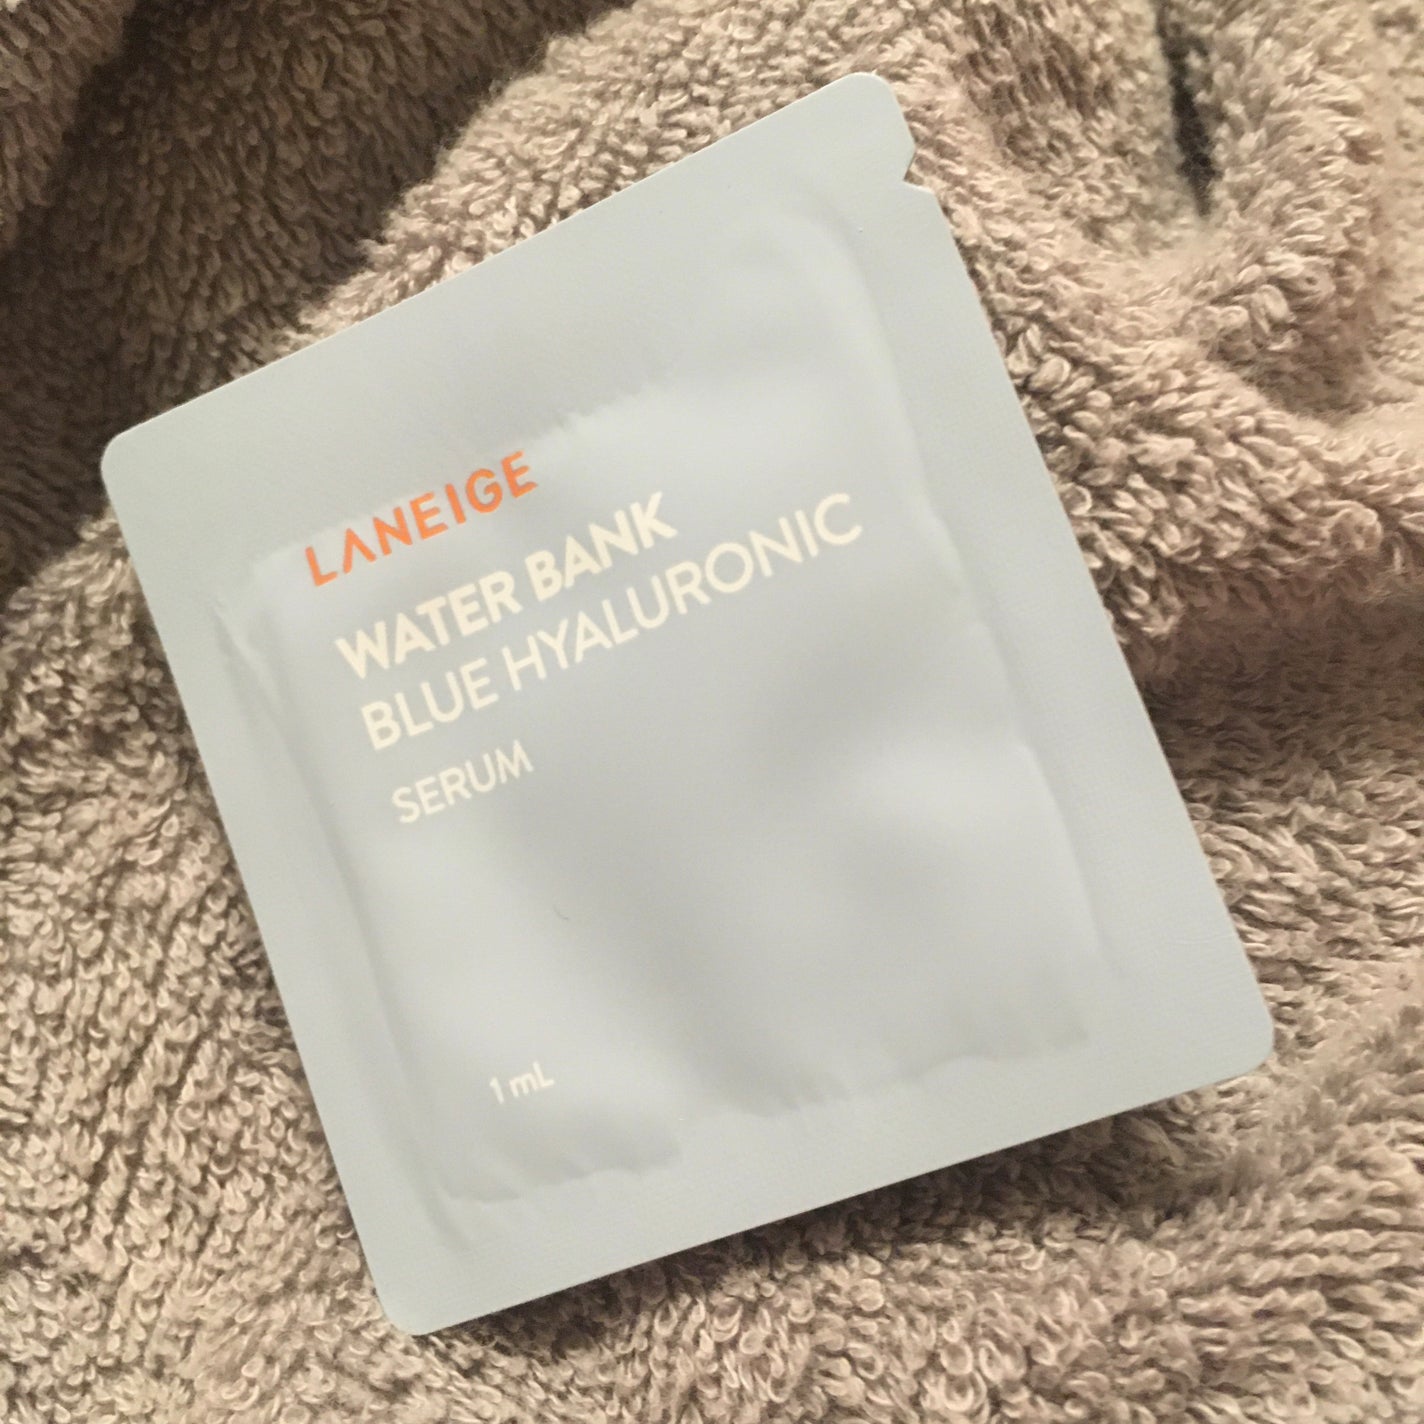 LANEIGE
WATER BANK
BLUE HYALURONIC
SERUM
1 mL